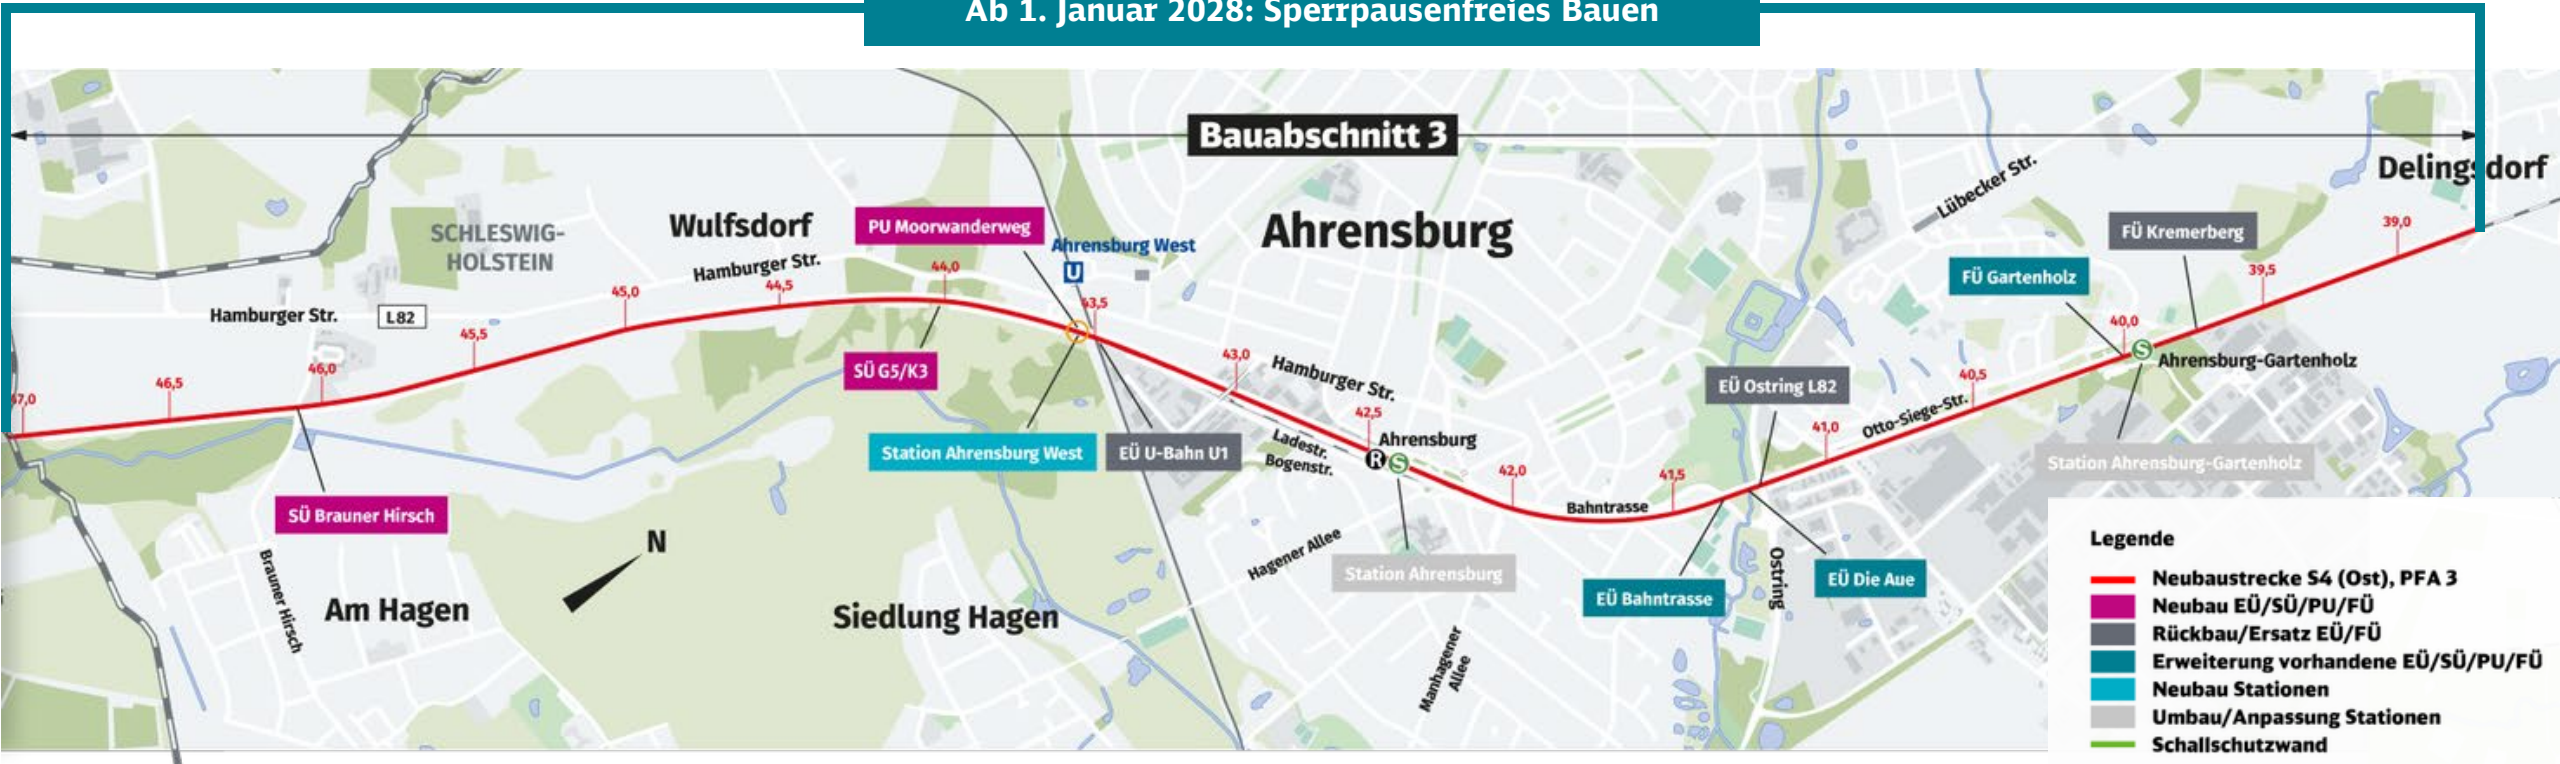 Ab 1. Januar 2028: Sperrpausenfreies Bauen
Bauabschnitt 3
Delingsdorf
Lübecker Str.
SCHLESWIG-
HOLSTEIN
Wulfsdorf
PU Moorwanderweg
Ahrensburg West
U
Ahrensburg
FÜ Kremerberg
39,0
Hamburger Str.
44,5
44,0
43,5
FÜ Gartenholz
39,5
Hamburger Str.
L82
45,0
45,5
40,0
S
Ahrensburg-Gartenholz
47,0
46,5
46,0
SÜ G5/K3
43,0
Hamburger Str.
EÜ Ostring L82
40,5
Otto-Siege-Str.
42,5
Ahrensburg
R S
41,0
Station Ahrensburg West
EÜ U-Bahn U1
Ladestr.
Bogenstr.
42,0
41,5
Bahntrasse
Station Ahrensburg-Gartenholz
SÜ Brauner Hirsch
N
Brauner Hirsch
Am Hagen
Siedlung Hagen
Hagener Allee
Station Ahrensburg
Manhagener
Allee
EÜ Bahntrasse
Ostring
EÜ Die Aue
Legende
Neubaustrecke S4 (Ost), PFA 3
Neubau EÜ/SÜ/PU/FÜ
Rückbau/Ersatz EÜ/FÜ
Erweiterung vorhandene EÜ/SÜ/PU/FÜ
Neubau Stationen
Umbau/Anpassung Stationen
Schallschutzwand